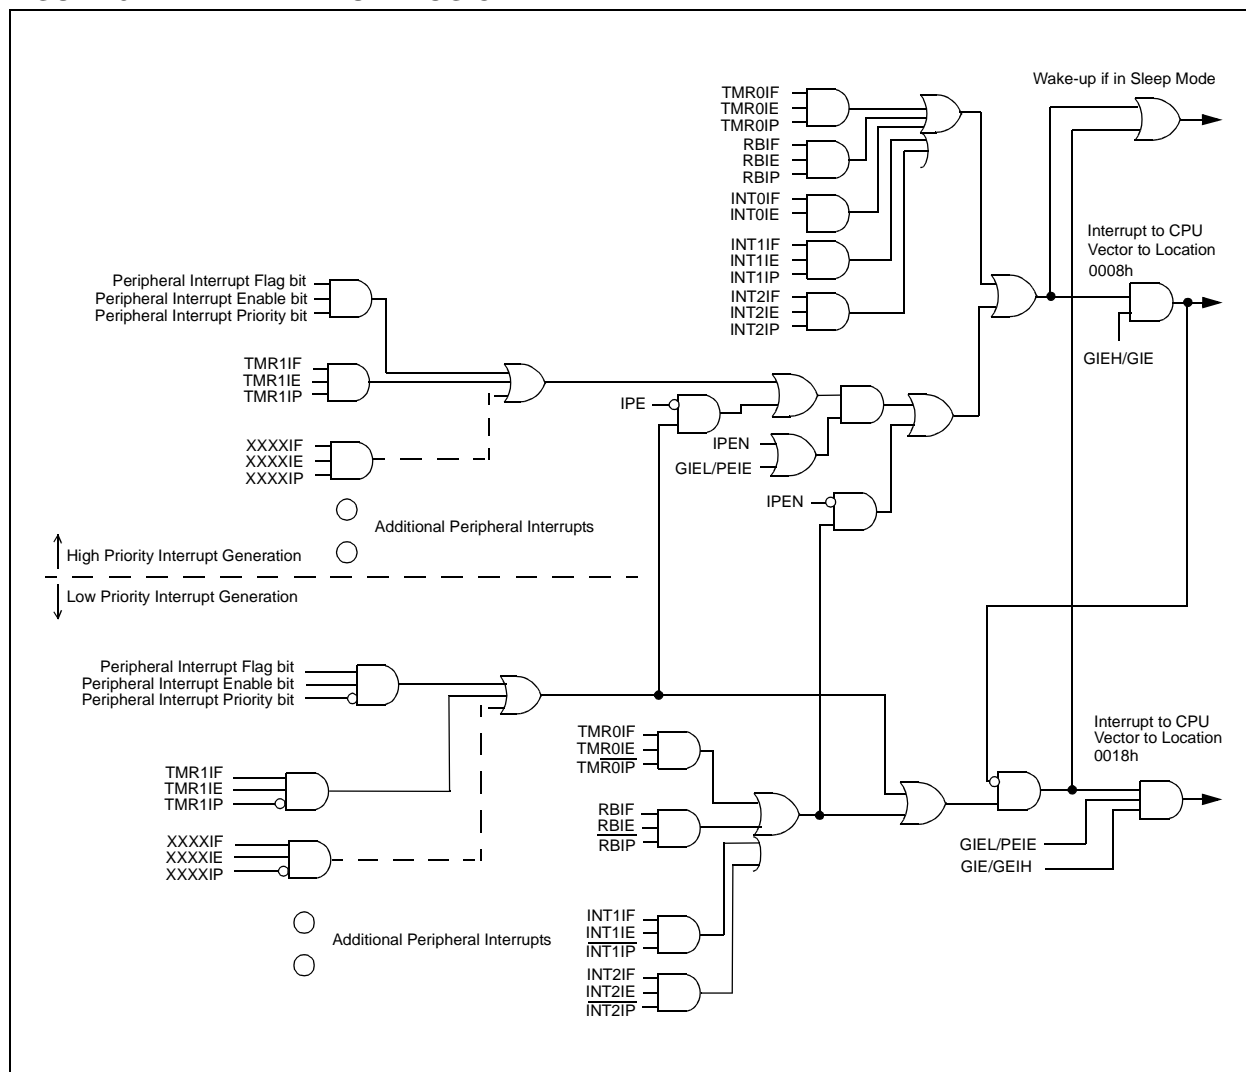 Wake-up if in Sleep Mode
TMR0IF
TMR0IE
TMR0IP
RBIF
RBIE
RBIP
INT0IF
INT0IE
INT1IF
INT1IE
INT1IP
INT2IF
INT2IE
INT2IP
Interrupt to CPU
Vector to Location
0008h
GIEH/GIE
Peripheral Interrupt Flag bit
Peripheral Interrupt Enable bit
Peripheral Interrupt Priority bit
TMR1IF
TMR1IE
TMR1IP
XXXXIF
XXXXIE
XXXXIP
IPE
IPEN
GIEL/PEIE
IPEN
Additional Peripheral Interrupts
High Priority Interrupt Generation
Low Priority Interrupt Generation
Peripheral Interrupt Flag bit
Peripheral Interrupt Enable bit
Peripheral Interrupt Priority bit
TMR1IF
TMR1IE
TMR1IP
XXXXIF
XXXXIE
XXXXIP
Additional Peripheral Interrupts
TMR0IF
TMR0IE
TMR0IP
RBIF
RBIE
RBIP
INT1IF
INT1IE
INT1IP
INT2IF
INT2IE
INT2IP
Interrupt to CPU
Vector to Location
0018h
GIEL/PEIE
GIE/GEIH